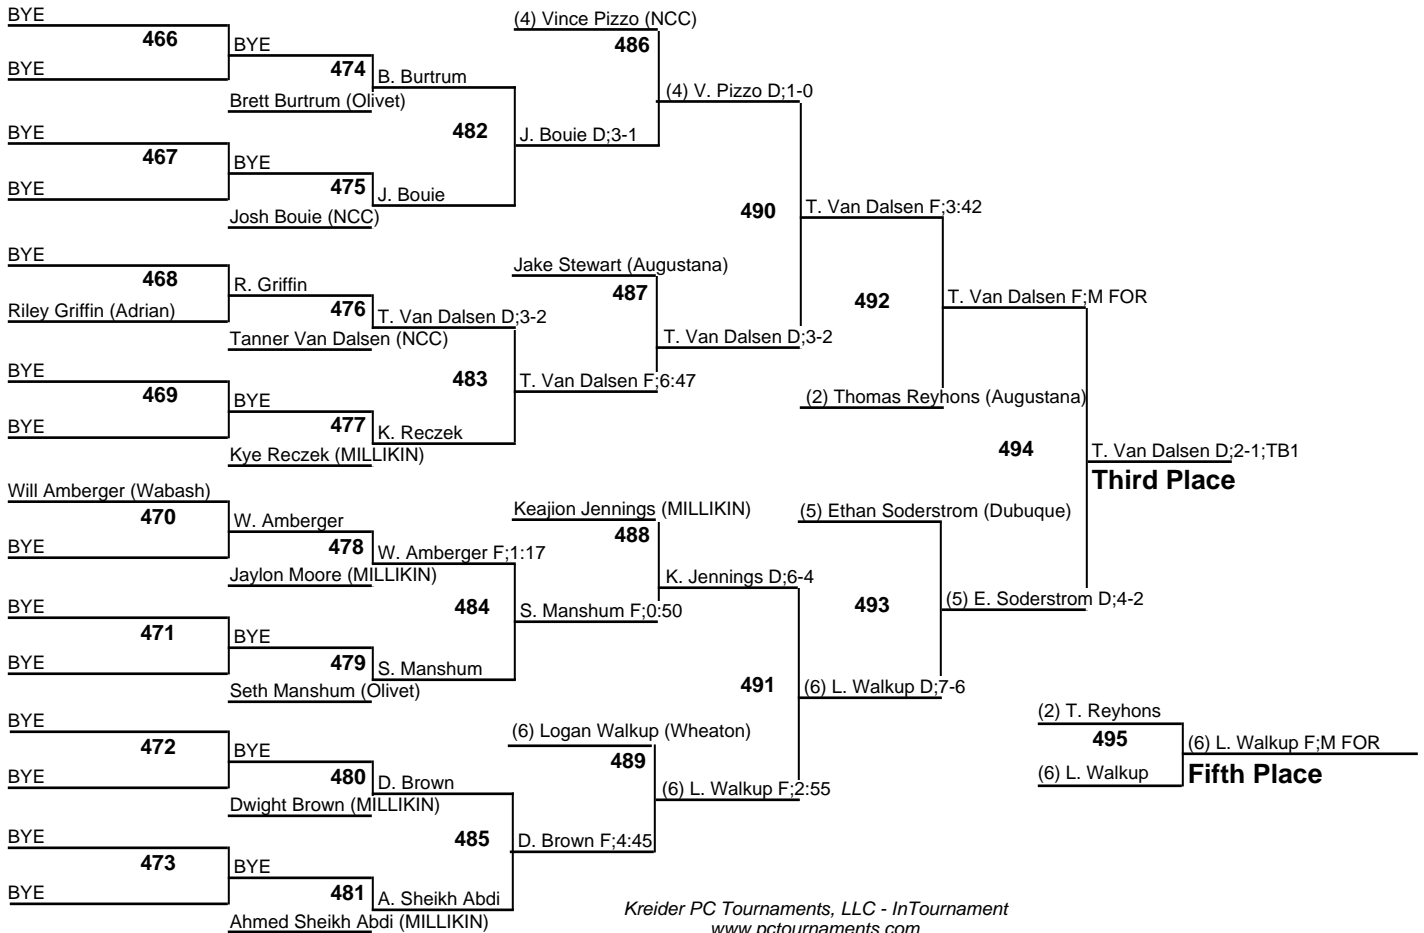 BYE
(4) Vince Pizzo (NCC)
466
BYE
486
BYE
474
B. Burtrum
(4) V. Pizzo D;1-0
Brett Burtrum (Olivet)
BYE
482
J. Bouie D;3-1
467
BYE
BYE
475
J. Bouie
Josh Bouie (NCC)
490
T. Van Dalsen F;3:42
BYE
Jake Stewart (Augustana)
468
R. Griffin
487
492
T. Van Dalsen F;M FOR
Riley Griffin (Adrian)
476
T. Van Dalsen D;3-2
Tanner Van Dalsen (NCC)
T. Van Dalsen D;3-2
BYE
483
T. Van Dalsen F;6:47
469
BYE
(2) Thomas Reyhons (Augustana)
BYE
477
K. Reczek
Kye Reczek (MILLIKIN)
494
T. Van Dalsen D;2-1;TB1
Third Place
Will Amberger (Wabash)
470
W. Amberger
Keajion Jennings (MILLIKIN)
(5) Ethan Soderstrom (Dubuque)
BYE
478
W. Amberger F;1:17
488
Jaylon Moore (MILLIKIN)
K. Jennings D;6-4
BYE
484
S. Manshum F;0:50
493
(5) E. Soderstrom D;4-2
471
BYE
BYE
479
S. Manshum
Seth Manshum (Olivet)
491
(6) L. Walkup D;7-6
BYE
(6) Logan Walkup (Wheaton)
(2) T. Reyhons
472
BYE
489
495
(6) L. Walkup F;M FOR
BYE
480
D. Brown
(6) L. Walkup F;2:55
(6) L. Walkup
Fifth Place
Dwight Brown (MILLIKIN)
BYE
485
D. Brown F;4:45
473
BYE
BYE
481
A. Sheikh Abdi
Ahmed Sheikh Abdi (MILLIKIN)
Kreider PC Tournaments, LLC - InTournament
www.pctournaments.com